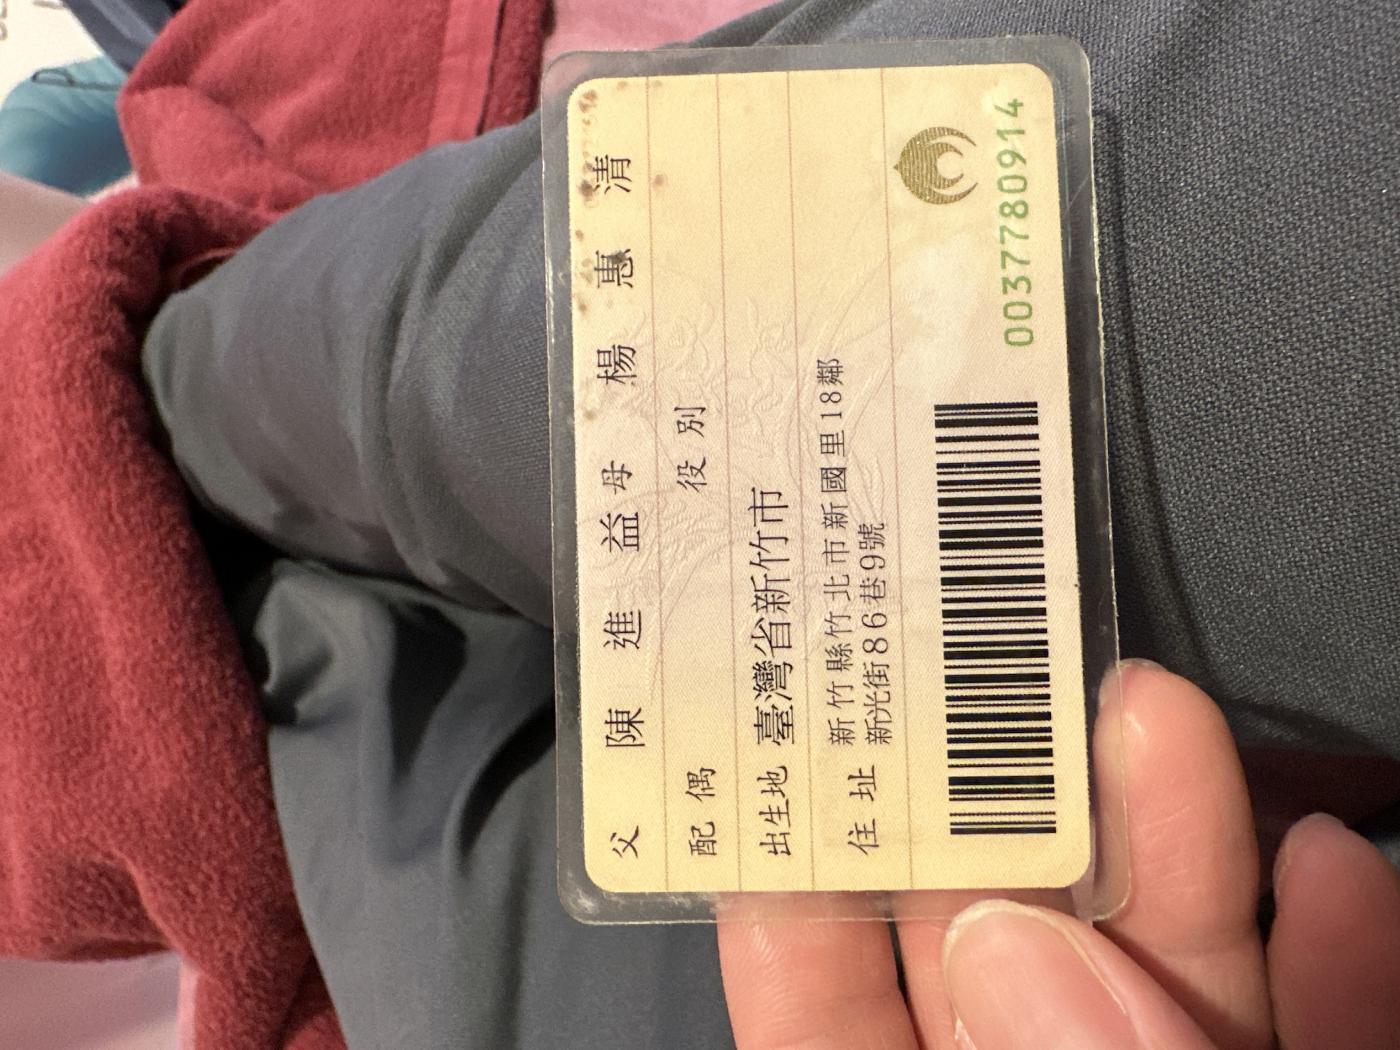 父 陳進益 母 楊惠清
配偶 役別
出生地 臺灣省新竹市
住址 新竹縣竹北市新國里18鄰
新光街86巷9號
0037780914